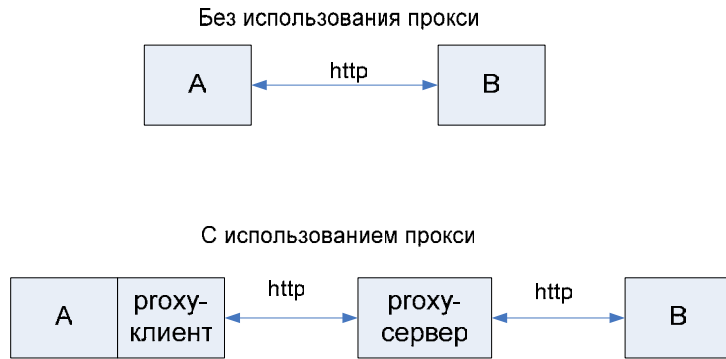 Без использования прокси
A
http
B
С использованием прокси
A
proxy-
клиент
http
proxy-
сервер
http
B